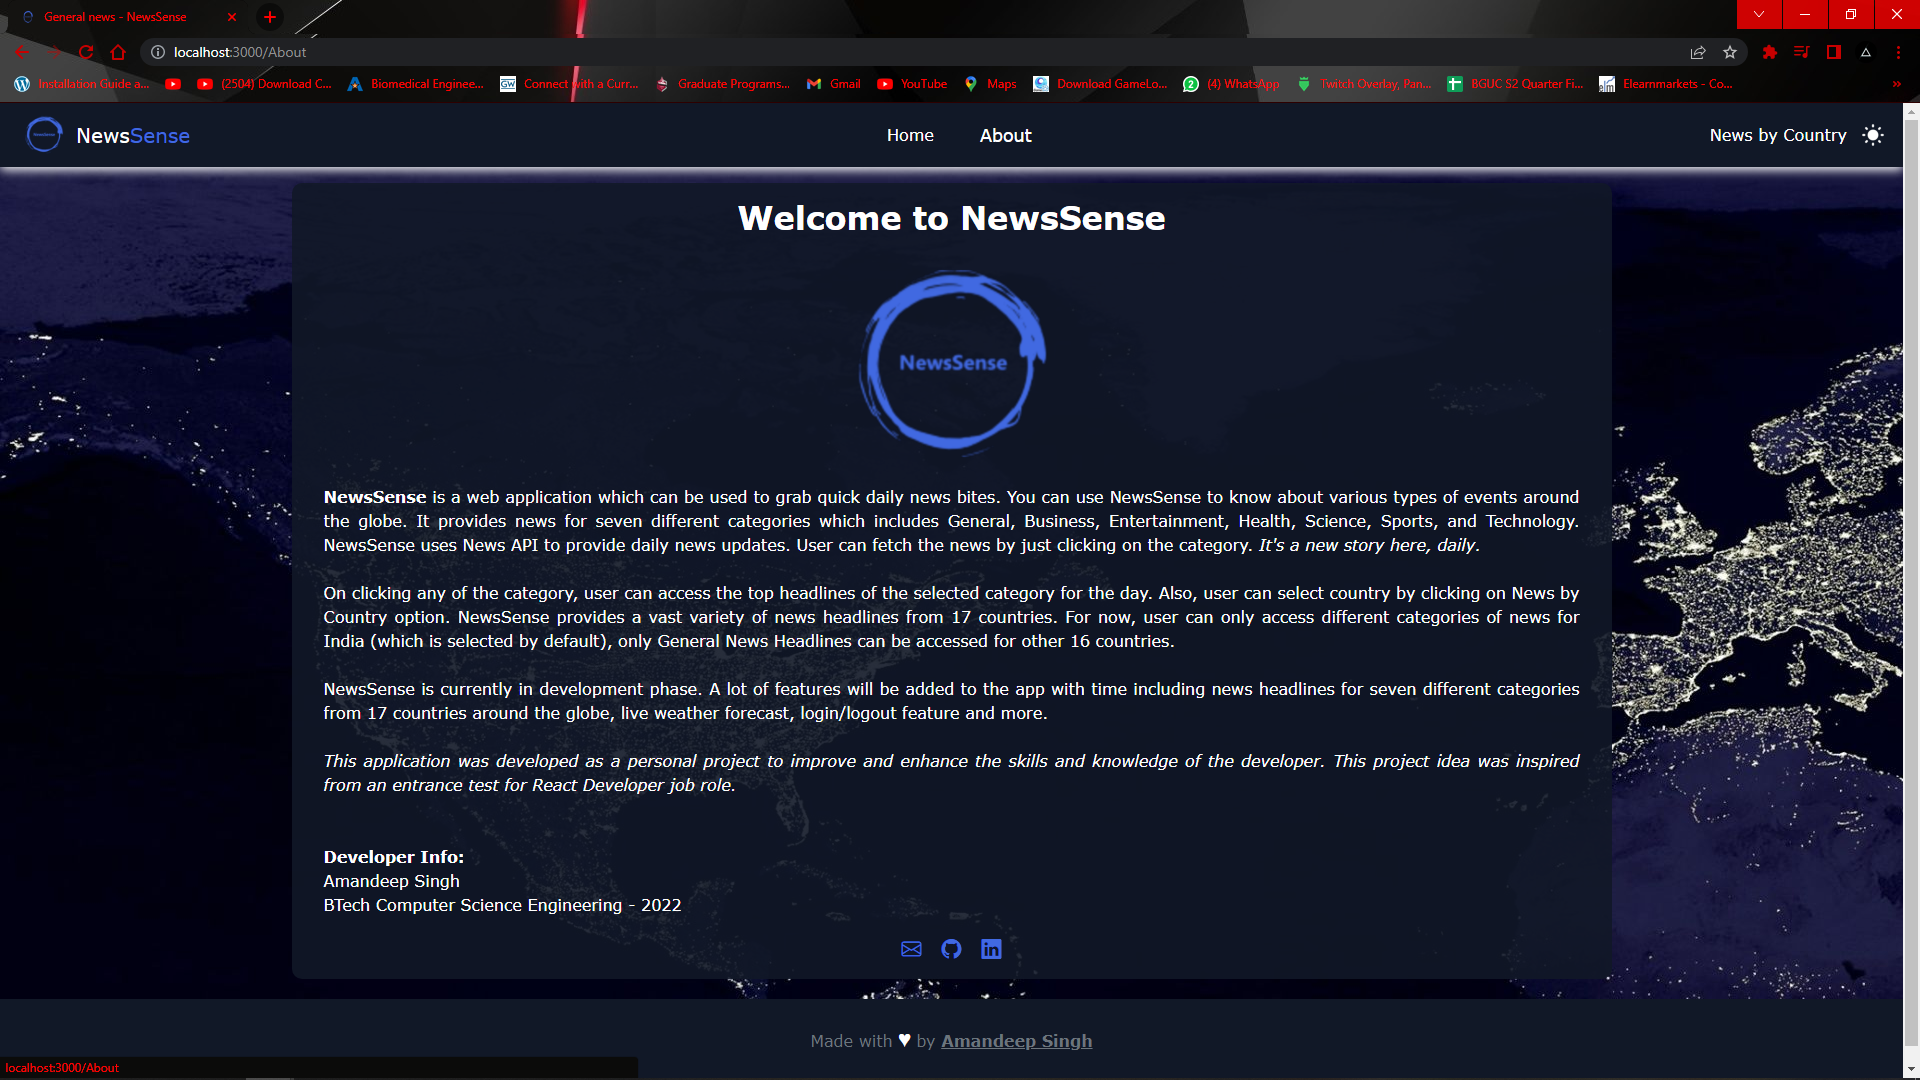 General news - NewsSense
localhost:3000/About
Installation Guide a...
(2504) Download C...
Biomedical Enginee...
Connect with a Curr...
Graduate Programs...
Gmail
YouTube
Maps
Download GameLo...
(4) WhatsApp
Twitch Overlay, Pan...
BGUC S2 Quarter Fi...
Elearnmarkets - Co...
NewsSense
Home
About
News by Country
Welcome to NewsSense
NewsSense
NewsSense is a web application which can be used to grab quick daily news bites. You can use NewsSense to know about various types of events around
the globe. It provides news for seven different categories which includes General, Business, Entertainment, Health, Science, Sports, and Technology.
NewsSense uses News API to provide daily news updates. User can fetch the news by just clicking on the category. It's a new story here, daily.
On clicking any of the category, user can access the top headlines of the selected category for the day. Also, user can select country by clicking on News by
Country option. NewsSense provides a vast variety of news headlines from 17 countries. For now, user can only access different categories of news for
India (which is selected by default), only General News Headlines can be accessed for other 16 countries.
NewsSense is currently in development phase. A lot of features will be added to the app with time including news headlines for seven different categories
from 17 countries around the globe, live weather forecast, login/logout feature and more.
This application was developed as a personal project to improve and enhance the skills and knowledge of the developer. This project idea was inspired
from an entrance test for React Developer job role.
Developer Info:
Amandeep Singh
BTech Computer Science Engineering - 2022
Made with ♥ by Amandeep Singh
localhost:3000/About